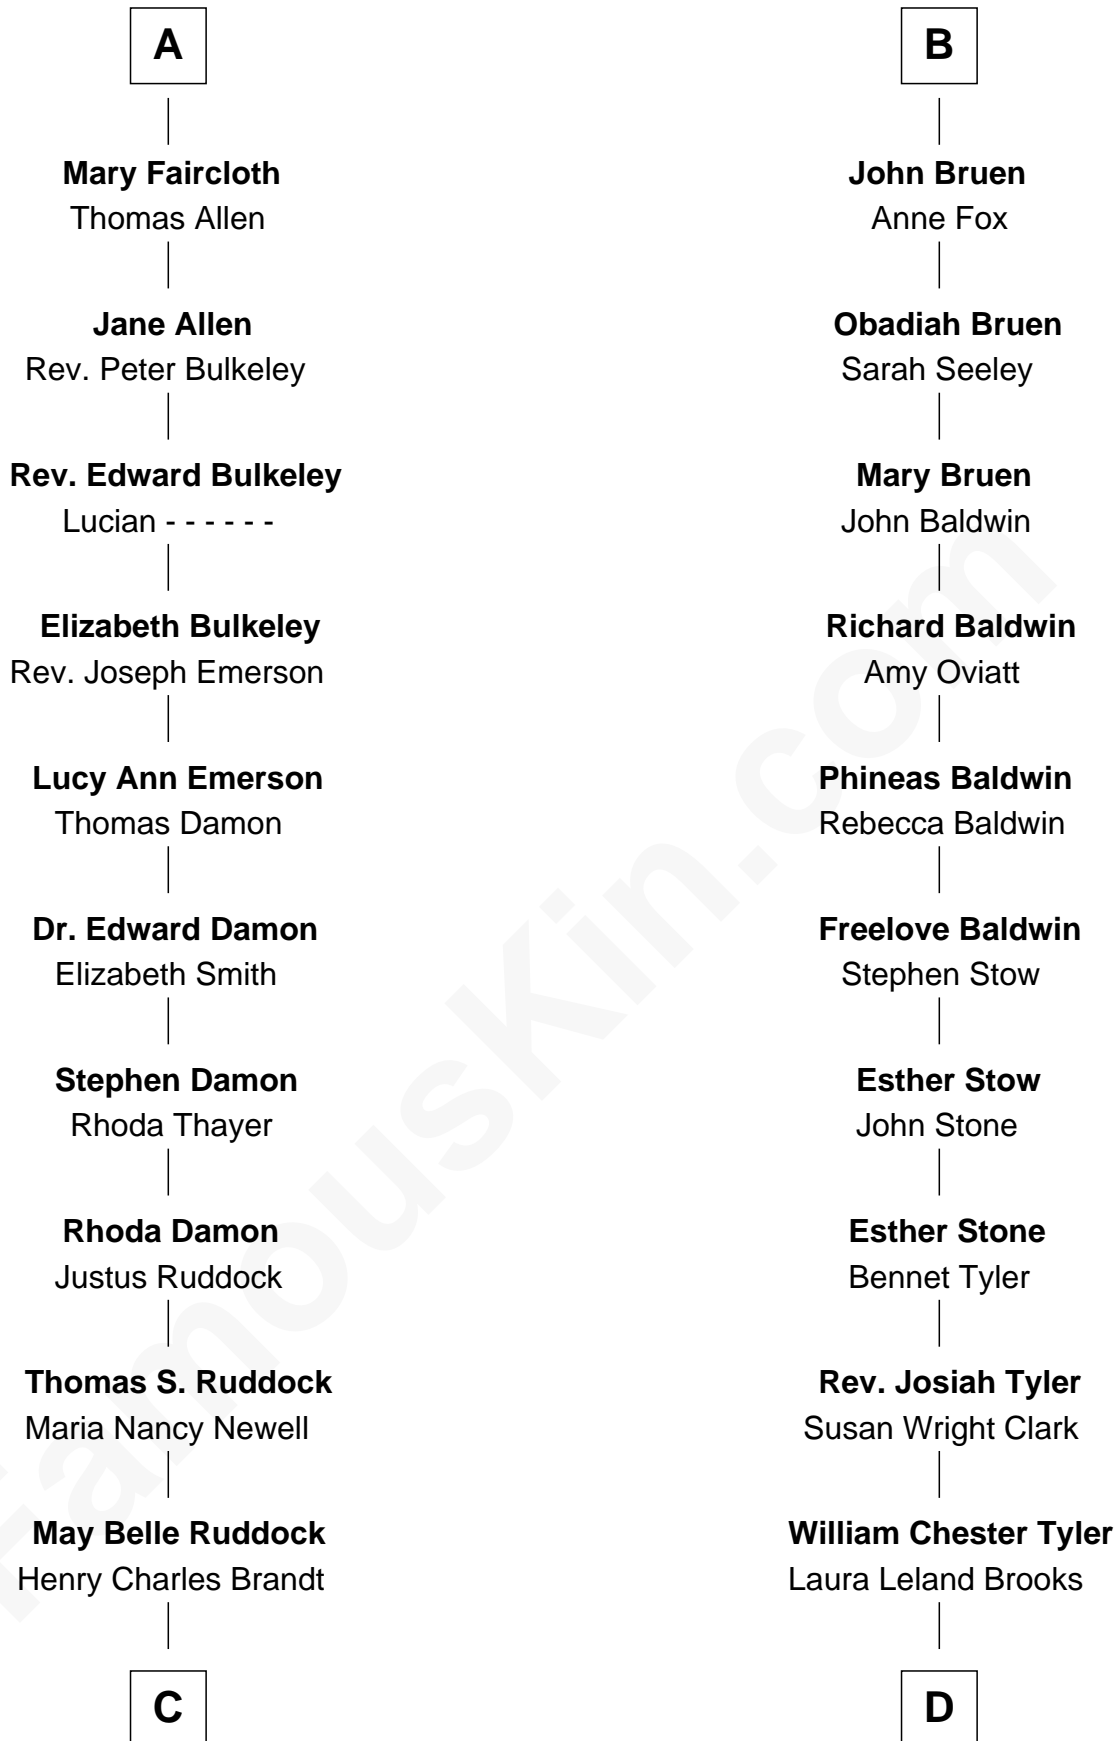 A
Mary Faircloth
Thomas Allen
Jane Allen
Rev. Peter Bulkeley
Rev. Edward Bulkeley
Lucian - - - - - -
Elizabeth Bulkeley
Rev. Joseph Emerson
Lucy Ann Emerson
Thomas Damon
Dr. Edward Damon
Elizabeth Smith
Stephen Damon
Rhoda Thayer
Rhoda Damon
Justus Ruddock
Thomas S. Ruddock
Maria Nancy Newell
May Belle Ruddock
Henry Charles Brandt
C
B
John Bruen
Anne Fox
Obadiah Bruen
Sarah Seeley
Mary Bruen
John Baldwin
Richard Baldwin
Amy Oviatt
Phineas Baldwin
Rebecca Baldwin
Freelove Baldwin
Stephen Stow
Esther Stow
John Stone
Esther Stone
Bennet Tyler
Rev. Josiah Tyler
Susan Wright Clark
William Chester Tyler
Laura Leland Brooks
D
FamousKin.com